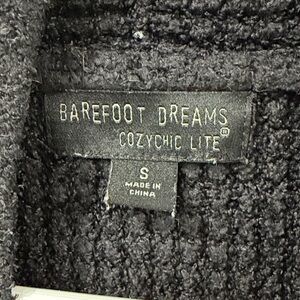 BAREFOOT DREAMS
COZYCHIC LITE®
S
MADE IN
CHINA